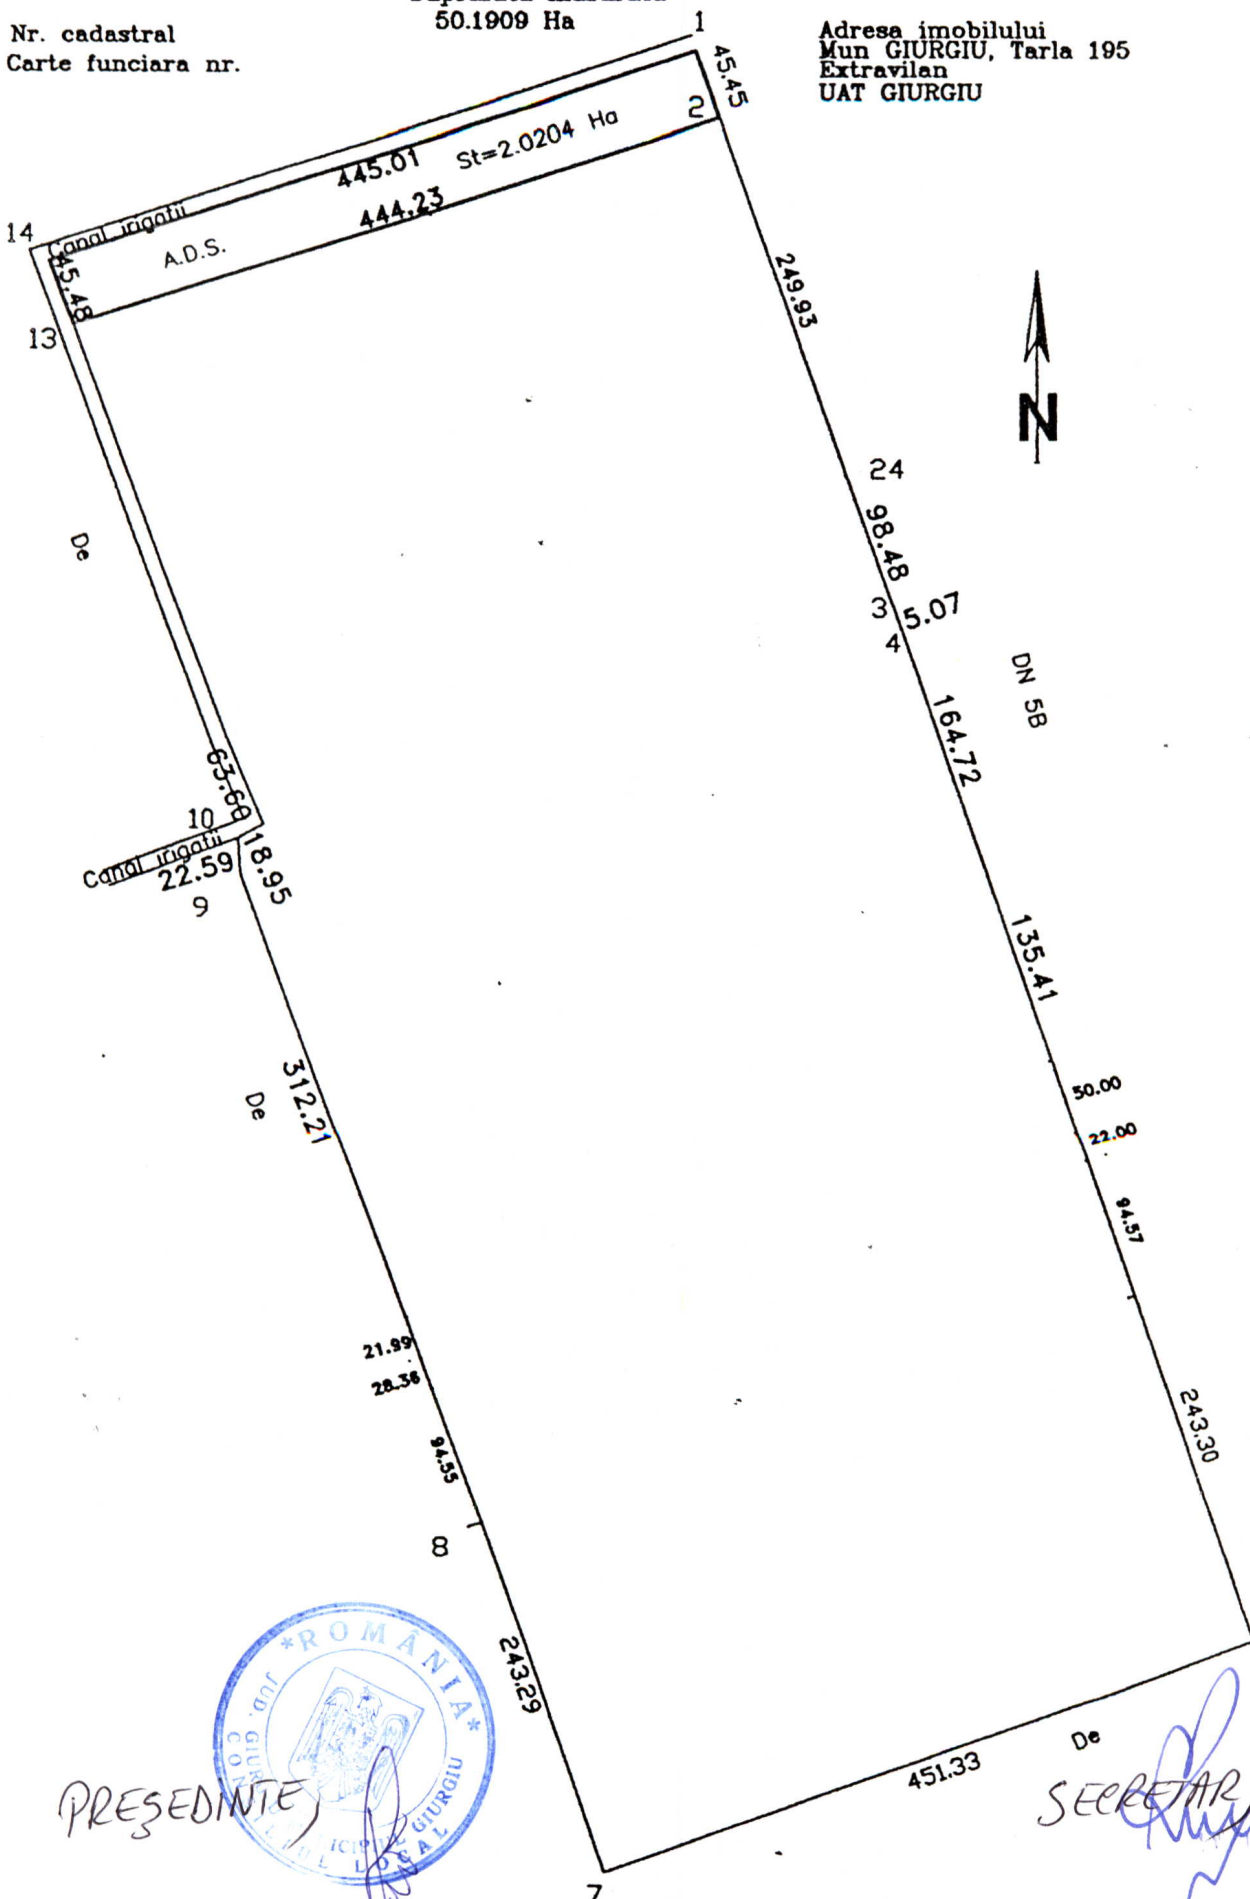 50.1909 Ha
Nr. cadastral
Carte funciara nr.
Adresa imobilului
Mun GIURGIU, Tarla 195
Extravilan
UAT GIURGIU
1
45.45
2
445.01
St=2.0204 Ha
444.23
14
Canal irigatii
A.D.S.
45.48
13
249.93
N
24
98.48
De
3
5.07
4
DN 5B
164.72
63.60
10
Canal irigatii
22.59
18.95
9
135.41
312.21
De
50.00
22.00
94.57
21.99
28.36
94.55
243.30
8
243.29
*ROMÂNIA*
JUD. GIUR
ICIPIUL GIURGIU
LOCAL
De
451.33
PREȘEDINTE,
SECRETAR,
7